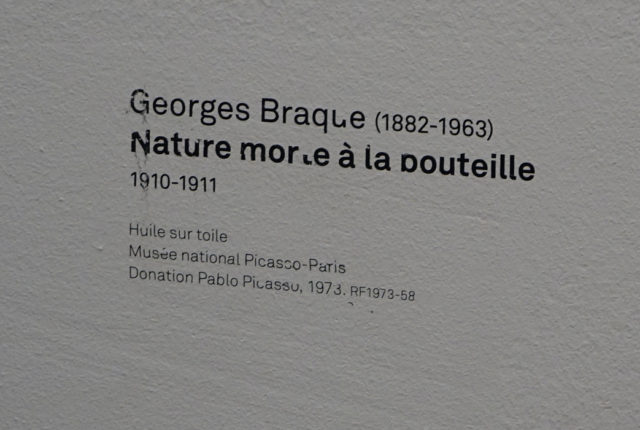 Georges Braque (1882-1963)
Nature morte à la bouteille
1910-1911
Huile sur toile
Musée national Picasso-Paris
Donation Pablo Picasso, 1973. RF1973-58